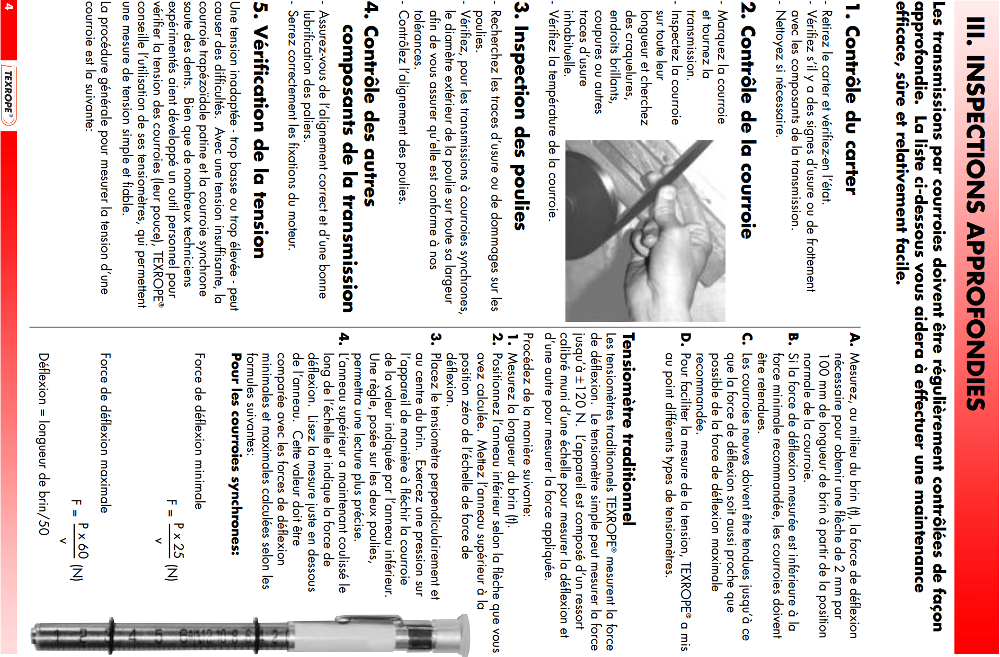 III. INSPECTIONS APPROFONDIES
Les transmissions par courroies doivent être régulièrement contrôlées de façon
approfondie. La liste ci-dessous vous aidera à effectuer une maintenance
efficace, sûre et relativement facile.
1. Contrôle du carter
- Retirez le carter et vérifiez-en l'état.
- Vérifiez s'il y a des signes d'usure ou de frottement
avec les composants de la transmission.
- Nettoyez si nécessaire.
2. Contrôle de la courroie
- Marquez la courroie
et tournez la
transmission.
- Inspectez la courroie
sur toute leur
longueur et cherchez
des craquelures,
endroits brillants,
coupures ou autres
traces d'usure
inhabituelle.
- Vérifiez la température de la courroie.
3. Inspection des poulies
- Recherchez les traces d'usure ou de dommages sur les
poulies.
- Vérifiez, pour les transmissions à courroies synchrones,
le diamètre extérieur de la poulie sur toute sa largeur
afin de vous assurer qu'elle est conforme à nos
tolérances.
- Contrôlez l'alignement des poulies.
4. Contrôle des autres
composants de la transmission
- Assurez-vous de l'alignement correct et d'une bonne
lubrification des paliers.
- Serrez correctement les fixations du moteur.
5. Vérification de la tension
Une tension inadaptée - trop basse ou trop élevée - peut
causer des difficultés. Avec une tension insuffisante, la
courroie trapézoïdale patine et la courroie synchrone
saute des dents. Bien que de nombreux techniciens
expérimentés aient développé un outil personnel pour
vérifier la tension des courroies (leur pouce), TEXROPE®
conseille l'utilisation de ses tensiomètres, qui permettent
une mesure de tension simple et fiable.
La procédure générale pour mesurer la tension d'une
courroie est la suivante:
A. Mesurez, au milieu du brin (t), la force de déflexion
nécessaire pour obtenir une flèche de 2 mm par
100 mm de longueur de brin à partir de la position
normale de la courroie.
B. Si la force de déflexion mesurée est inférieure à la
force minimale recommandée, les courroies doivent
être retendues.
C. Les courroies neuves doivent être tendues jusqu'à ce
que la force de déflexion soit aussi proche que
possible de la force de déflexion maximale
recommandée.
D. Pour faciliter la mesure de la tension, TEXROPE® a mis
au point différents types de tensiomètres.
Tensiomètre traditionnel
Les tensiomètres traditionnels TEXROPE® mesurent la force
de déflexion. Le tensiomètre simple peut mesurer la force
jusqu'à ±120 N. L'appareil est composé d'un ressort
calibré muni d'une échelle pour mesurer la déflexion et
d'une autre pour mesurer la force appliquée.
Procédez de la manière suivante:
1. Mesurez la longueur du brin (t).
2. Positionnez l'anneau inférieur selon la flèche que vous
avez calculée. Mettez l'anneau supérieur à la
position zéro de l'échelle de force de
déflexion.
3. Placez le tensiomètre perpendiculairement et
au centre du brin. Exercez une pression sur
l'appareil de manière à fléchir la courroie
de la valeur indiquée par l'anneau inférieur.
Une règle, posée sur les deux poulies,
permettra une lecture plus précise.
4. L'anneau supérieur a maintenant coulissé le
long de l'échelle et indique la force de
déflexion. Lisez la mesure juste en dessous
de l'anneau. Cette valeur doit être
comparée avec les forces de déflexion
minimales et maximales calculées selon les
formules suivantes:
Pour les courroies synchrones:
Force de déflexion minimale
F = P x 25 (N)
v
Force de déflexion maximale
F = P x 60 (N)
v
Déflexion = longueur de brin/50
1 2 3 4 5 6
4
TEXROPE®